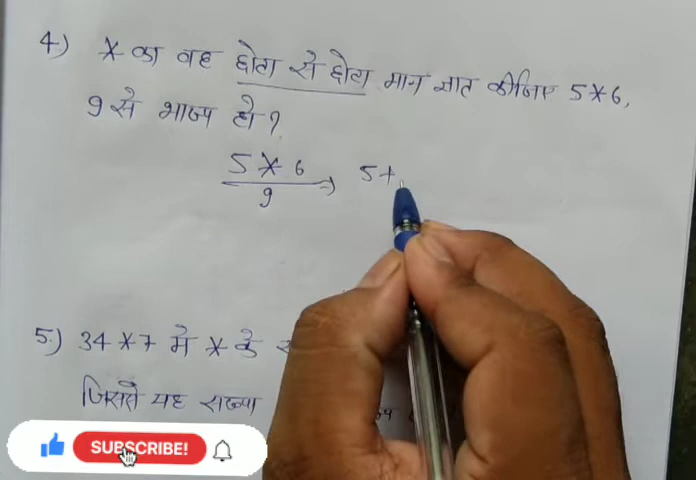 4.) * का वह छोटा से छोटा मान ज्ञात कीजिए 5*6,
9 से भाज्य हो ?
5 * 6
9
⇒ 5+
5.) 34*7 मे * के
जिससे यह संख्या
SUBSCRIBE!